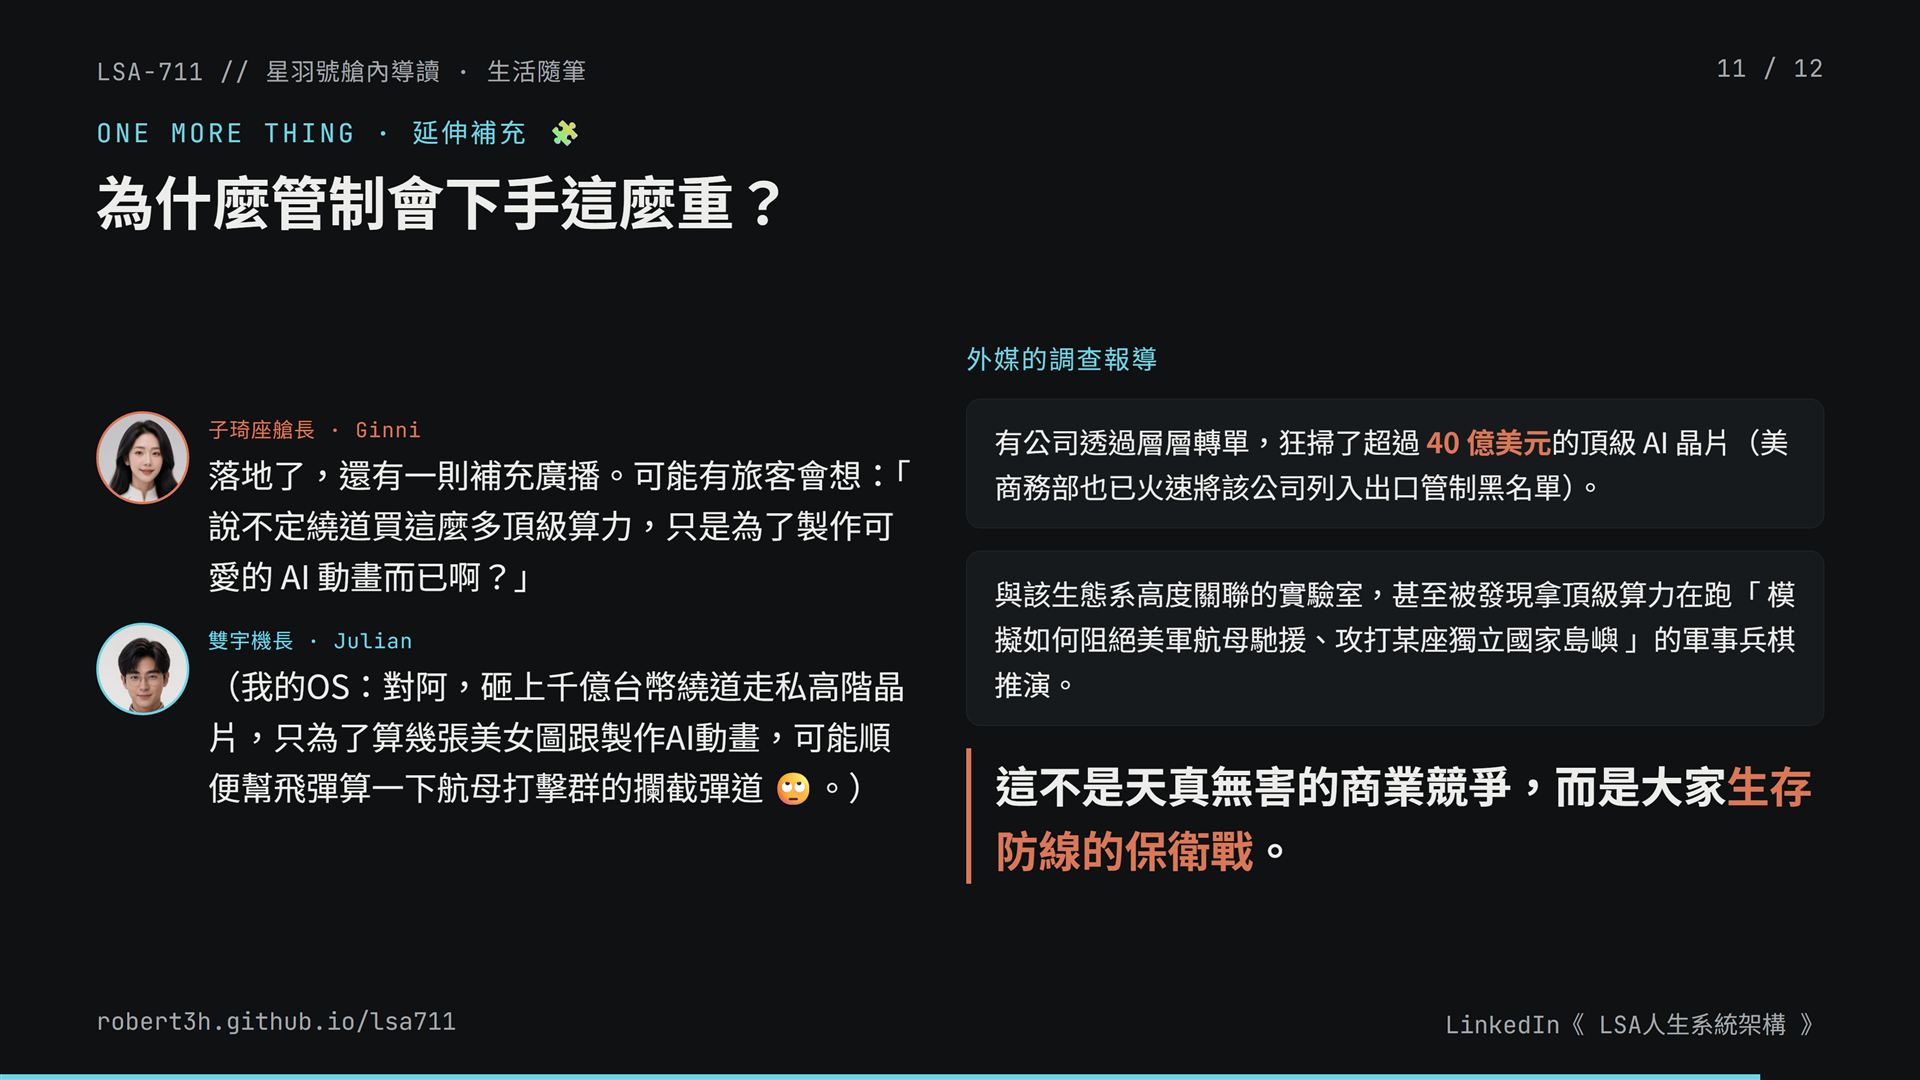 LSA-711 // 星羽號艙內導讀 · 生活隨筆
11 / 12
ONE MORE THING · 延伸補充 🧩
為什麼管制會下手這麼重？
子琦座艙長 · Ginni
落地了，還有一則補充廣播。可能有旅客會想：「
說不定繞道買這麼多頂級算力，只是為了製作可
愛的 AI 動畫而已啊？」
雙宇機長 · Julian
（我的OS：對阿，砸上千億台幣繞道走私高階晶
片，只為了算幾張美女圖跟製作AI動畫，可能順
便幫飛彈算一下航母打擊群的攔截彈道 🙄。）
外媒的調查報導
有公司透過層層轉單，狂掃了超過 40 億美元的頂級 AI 晶片（美
商務部也已火速將該公司列入出口管制黑名單）。
與該生態系高度關聯的實驗室，甚至被發現拿頂級算力在跑「 模
擬如何阻絕美軍航母馳援、攻打某座獨立國家島嶼 」的軍事兵棋
推演。
這不是天真無害的商業競爭，而是大家生存
防線的保衛戰。
robert3h.github.io/lsa711
LinkedIn《 LSA人生系統架構 》